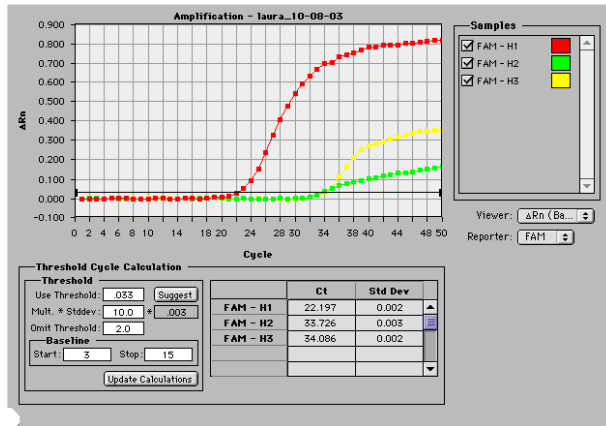 Amplification - laura_10-08-03
0.900
0.800
0.700
0.600
0.500
0.400
0.300
0.200
0.100
0.000
-0.100
ΔRn
0 2 4 6 8 10 14 18 20 24 28 30 34 38 40 44 48 50
Cycle
Samples
FAM - H1
FAM - H2
FAM - H3
Viewer: ΔRn (Ba...
Reporter: FAM
Threshold Cycle Calculation
Threshold
Use Threshold: .033 Suggest
Mult. * Stddev: 10.0 * .003
Omit Threshold: 2.0
Baseline
Start: 3 Stop: 15
Update Calculations
Ct Std Dev
FAM - H1 22.197 0.002
FAM - H2 33.726 0.003
FAM - H3 34.086 0.002